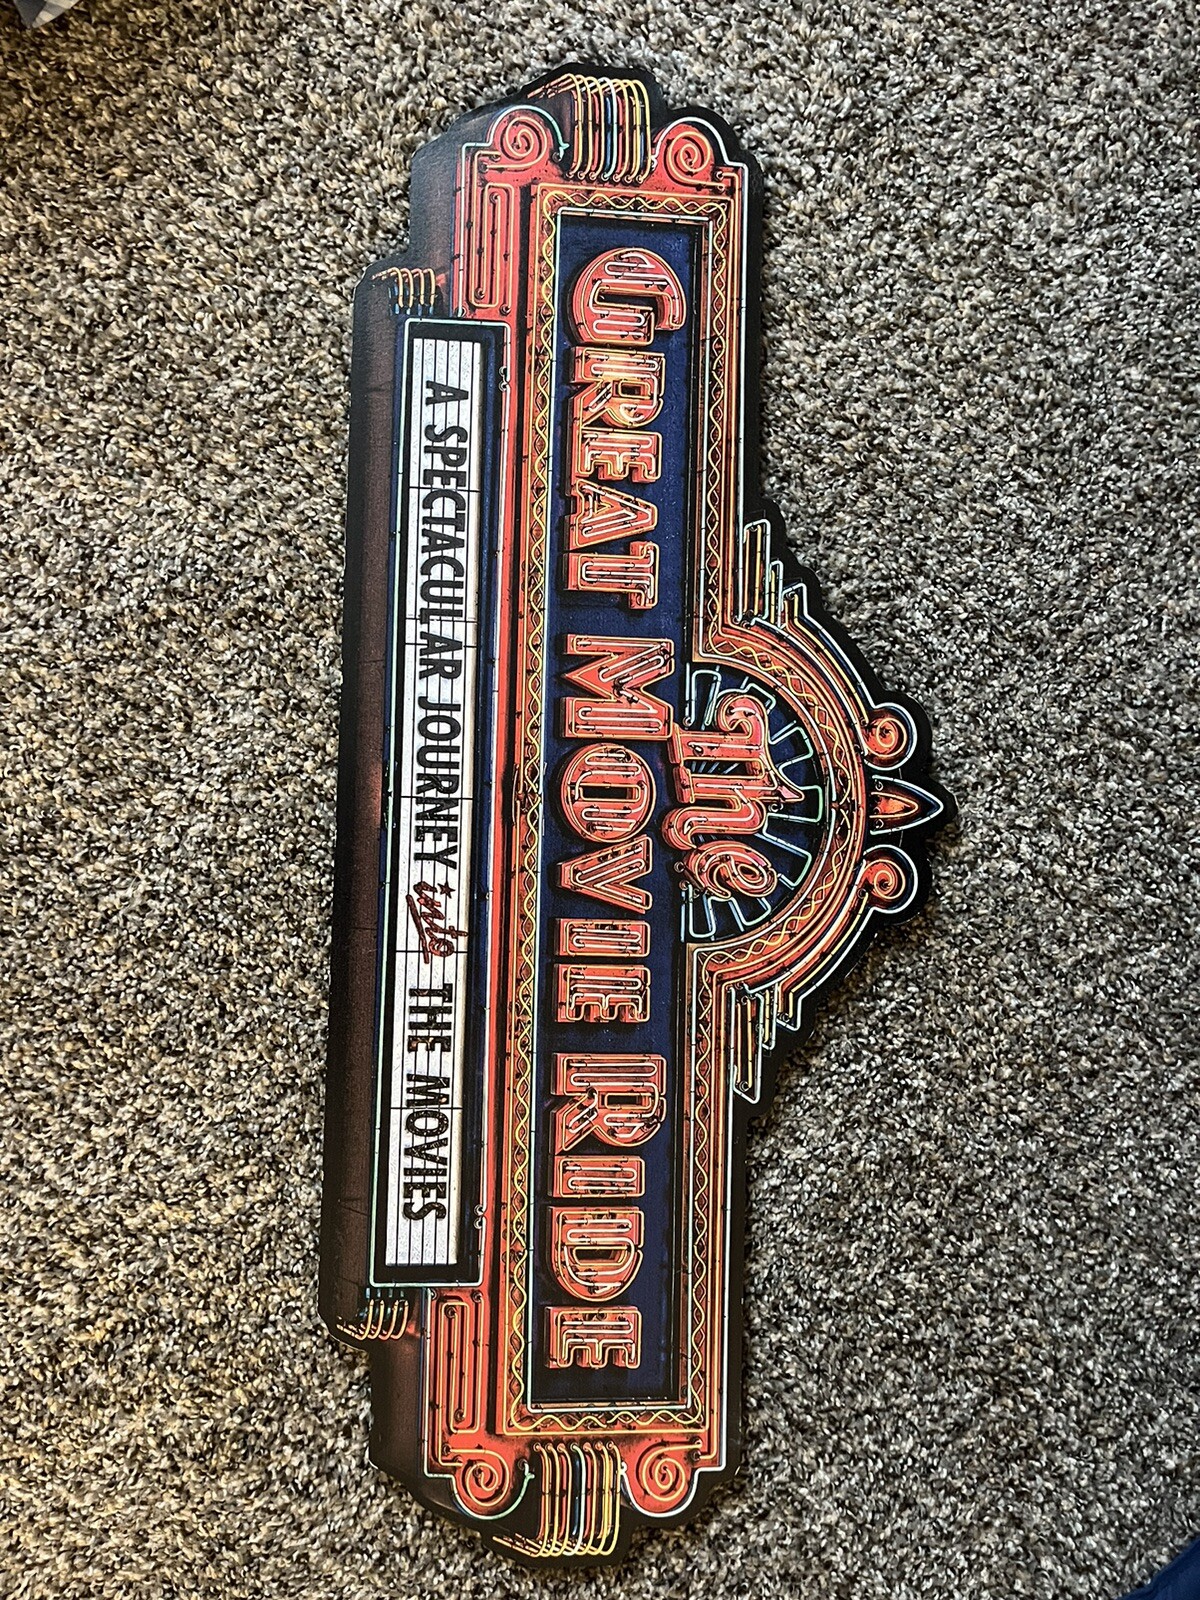 The
GREAT MOVIE RIDE
A SPECTACULAR JOURNEY into THE MOVIES